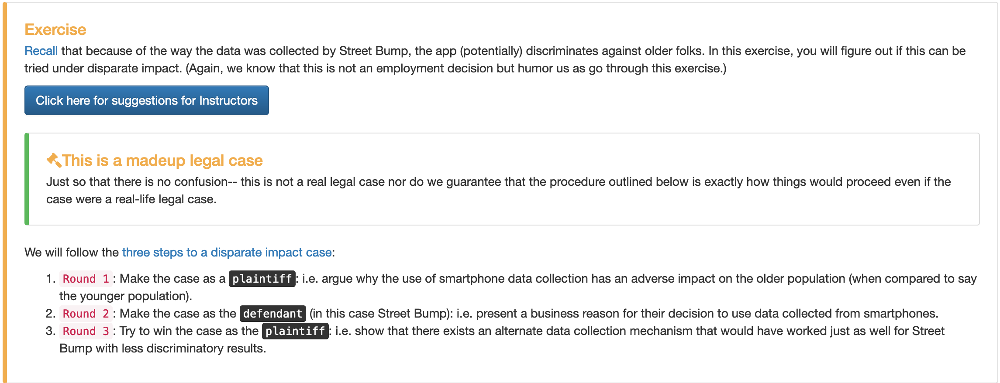 Exercise
Recall that because of the way the data was collected by Street Bump, the app (potentially) discriminates against older folks. In this exercise, you will figure out if this can be
tried under disparate impact. (Again, we know that this is not an employment decision but humor us as go through this exercise.)
Click here for suggestions for Instructors
This is a madeup legal case
Just so that there is no confusion-- this is not a real legal case nor do we guarantee that the procedure outlined below is exactly how things would proceed even if the
case were a real-life legal case.
We will follow the three steps to a disparate impact case:
1. Round 1: Make the case as a plaintiff: i.e. argue why the use of smartphone data collection has an adverse impact on the older population (when compared to say
the younger population).
2. Round 2: Make the case as the defendant (in this case Street Bump): i.e. present a business reason for their decision to use data collected from smartphones.
3. Round 3: Try to win the case as the plaintiff: i.e. show that there exists an alternate data collection mechanism that would have worked just as well for Street
Bump with less discriminatory results.